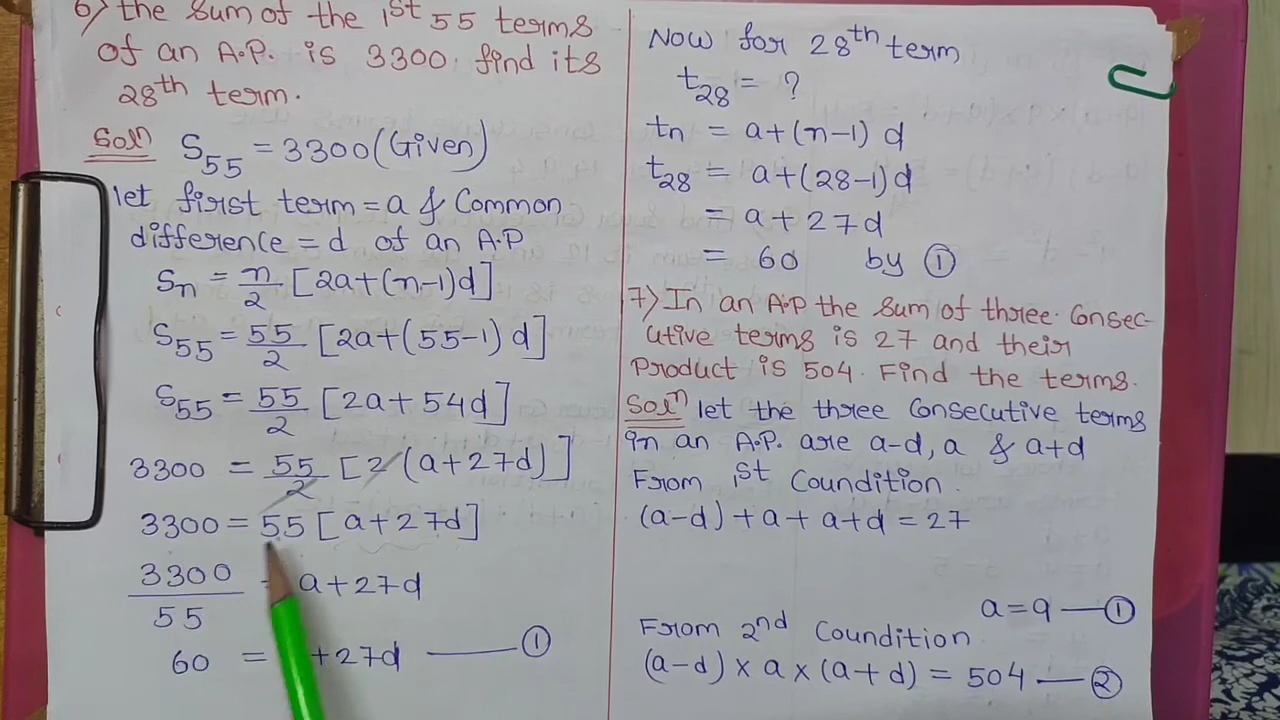 6) the Sum of the 1st 55 terms
of an A.P. is 3300. find its
28th term.
Soln S55 = 3300 (Given)
let first term = a & Common
difference = d of an A.P
Sn = n/2 [2a+(n-1)d]
S55 = 55/2 [2a+(55-1)d]
S55 = 55/2 [2a+54d]
3300 = 55/2 [2(a+27d)]
3300 = 55[a+27d]
3300/55 = a+27d
60 = +27d —— ①
Now for 28th term
t28 = ?
tn = a+(n-1)d
t28 = a+(28-1)d
= a+27d
= 60 by ①
7) In an A.P the Sum of three Consec-
utive terms is 27 and their
Product is 504. Find the terms.
Soln let the three Consecutive terms
in an A.P. are a-d, a & a+d
From 1st Coundition.
(a-d)+a+a+d = 27
a=9 —— ①
From 2nd Coundition.
(a-d)×a×(a+d) = 504 —— ②